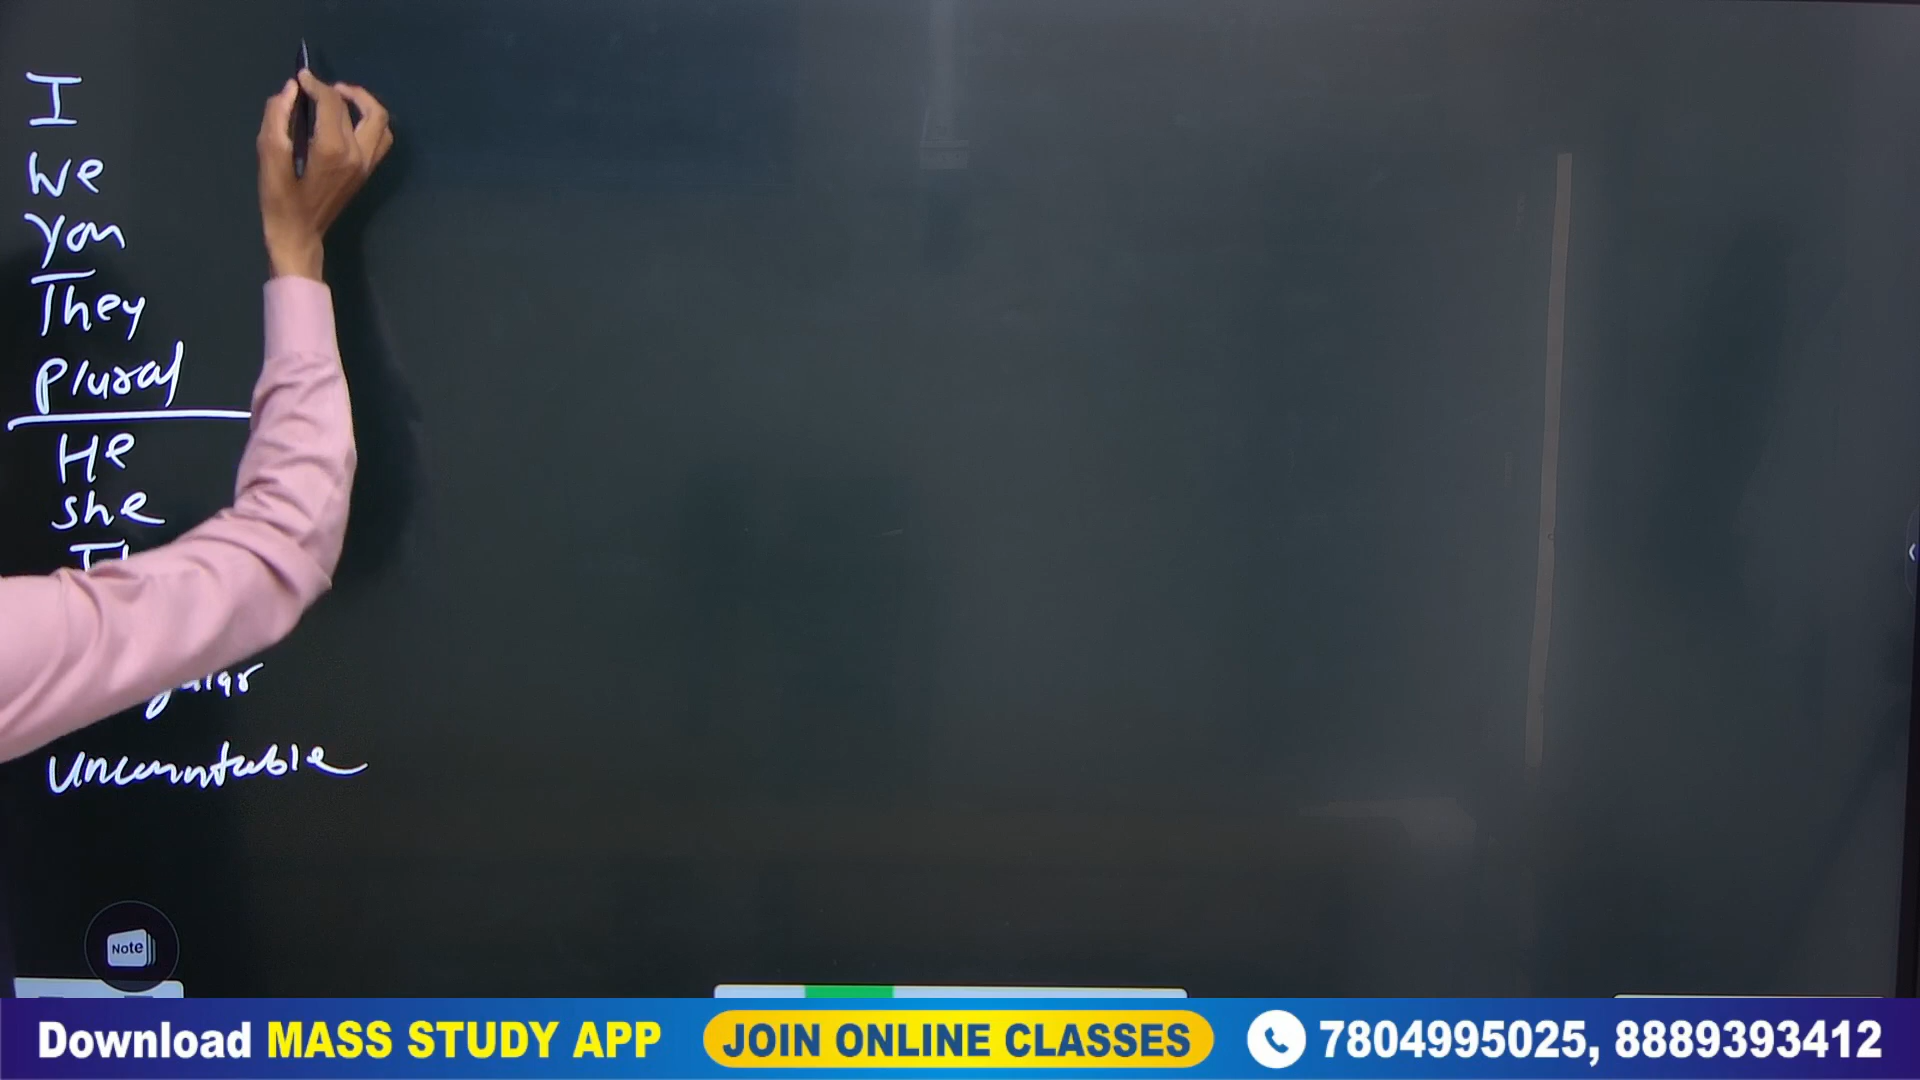 I
We
You
They
Plural
He
She
Uncountable
Note
Download MASS STUDY APP JOIN ONLINE CLASSES 7804995025, 8889393412